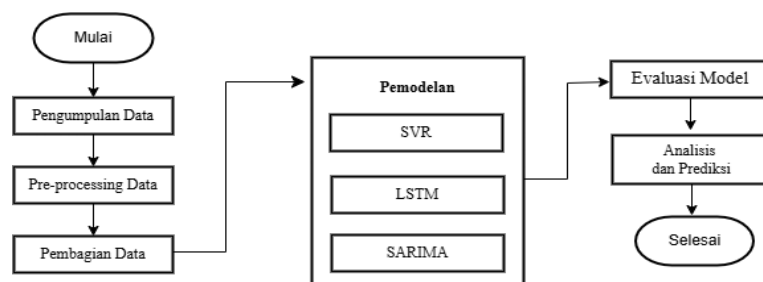 Mulai
Pengumpulan Data
Pre-processing Data
Pembagian Data
Pemodelan
SVR
LSTM
SARIMA
Evaluasi Model
Analisis
dan Prediksi
Selesai